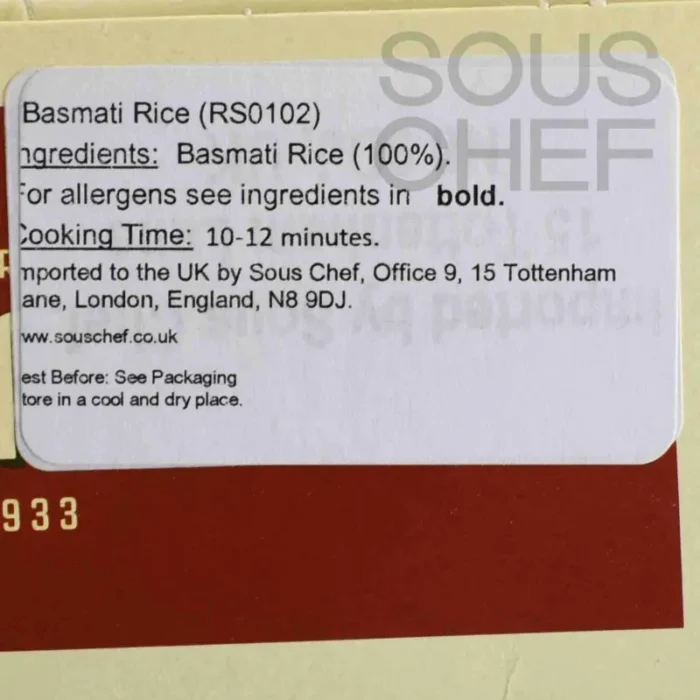 SOUS
CHEF
Basmati Rice (RS0102)
ngredients: Basmati Rice (100%).
For allergens see ingredients in bold.
Cooking Time: 10-12 minutes.
mported to the UK by Sous Chef, Office 9, 15 Tottenham
ane, London, England, N8 9DJ.
ww.souschef.co.uk
est Before: See Packaging
tore in a cool and dry place.
933